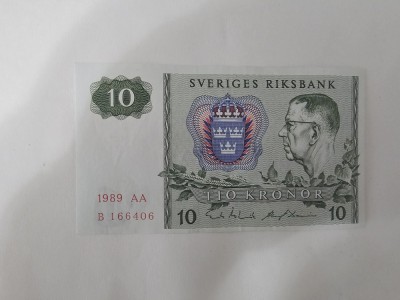 SVERIGES RIKSBANK
10
1989 AA
B 166406
TIO KRONOR
10
10